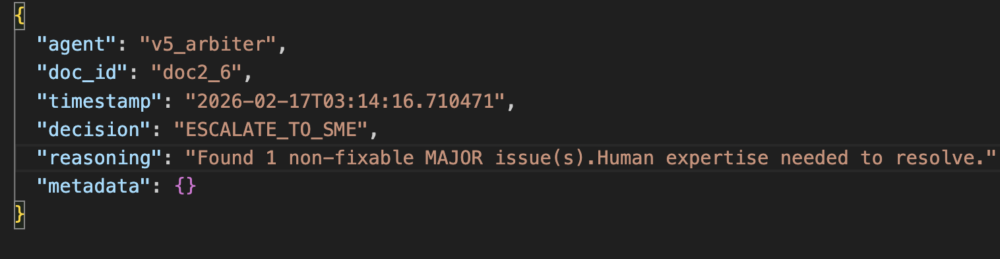 {
"agent": "v5_arbiter",
"doc_id": "doc2_6",
"timestamp": "2026-02-17T03:14:16.710471",
"decision": "ESCALATE_TO_SME",
"reasoning": "Found 1 non-fixable MAJOR issue(s).Human expertise needed to resolve."
"metadata": {}
}